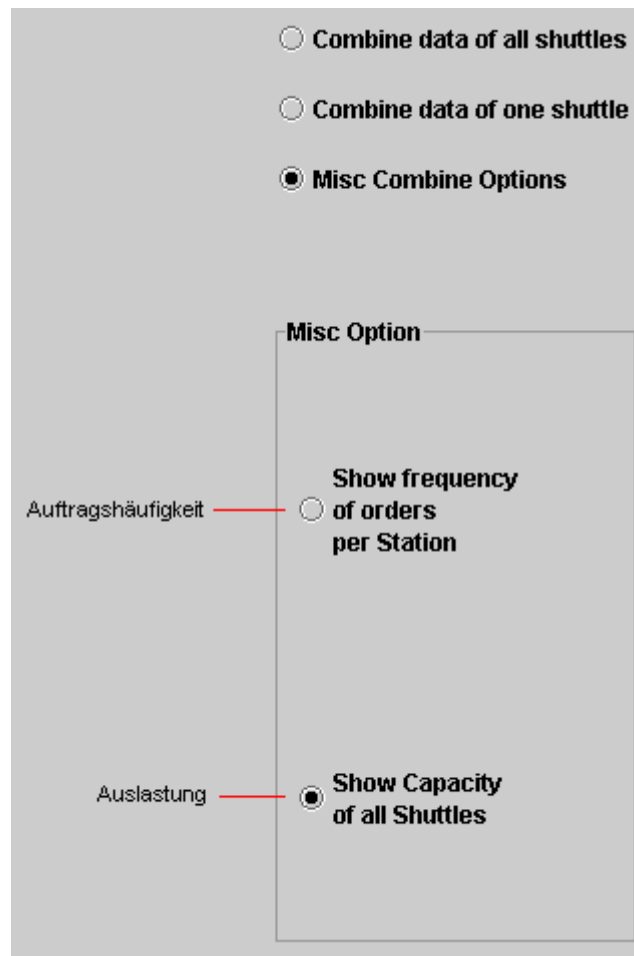 Combine data of all shuttles
Combine data of one shuttle
Misc Combine Options
Misc Option
Show frequency
Auftragshäufigkeit of orders
per Station
Show Capacity
Auslastung
of all Shuttles